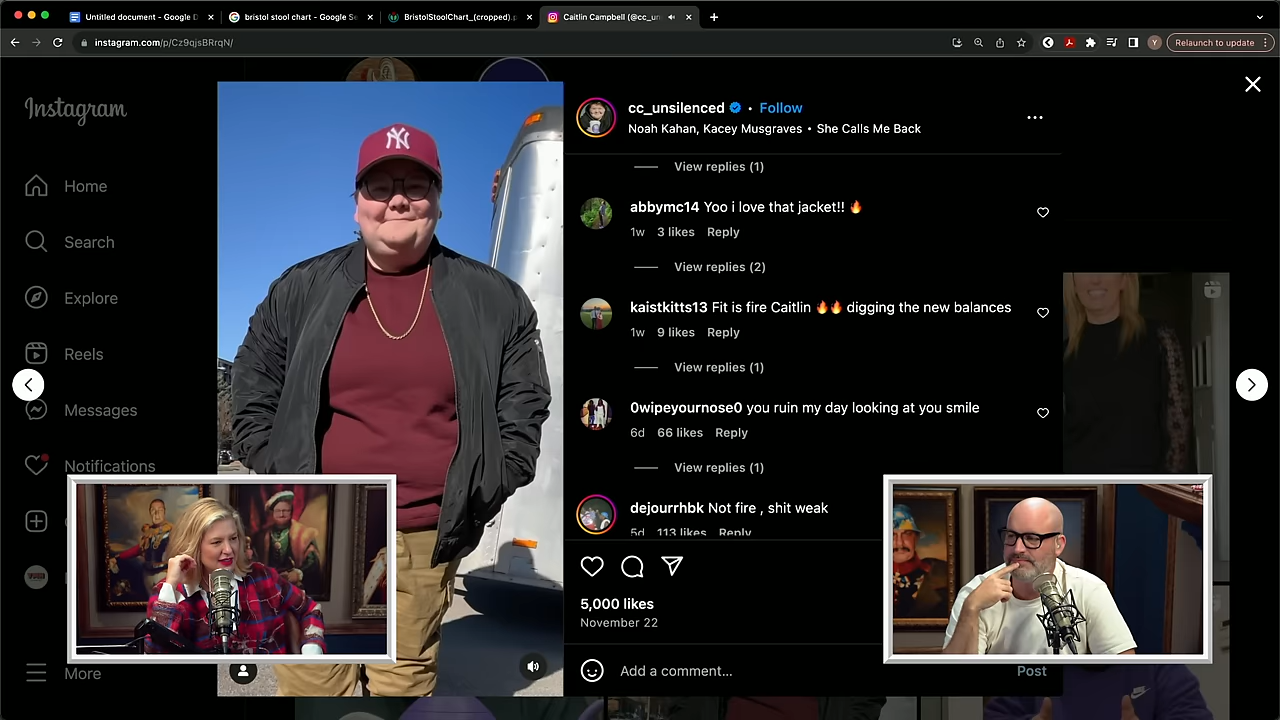 Untitled document - Google D
bristol stool chart - Google Se
BristolStoolChart_(cropped).p
Caitlin Campbell (@cc_un
instagram.com/p/Cz9qjsBRrqN/
Y
Relaunch to update
Instagram
Home
Search
Explore
Reels
Messages
Notifications
More
NY
cc_unsilenced • Follow
Noah Kahan, Kacey Musgraves • She Calls Me Back
View replies (1)
abbymc14 Yoo i love that jacket!! 🔥
1w 3 likes Reply
View replies (2)
kaistkitts13 Fit is fire Caitlin 🔥🔥 digging the new balances
1w 9 likes Reply
View replies (1)
0wipeyournose0 you ruin my day looking at you smile
6d 66 likes Reply
View replies (1)
dejourrhbk Not fire , shit weak
5d 113 likes Reply
5,000 likes
November 22
Add a comment...
Post